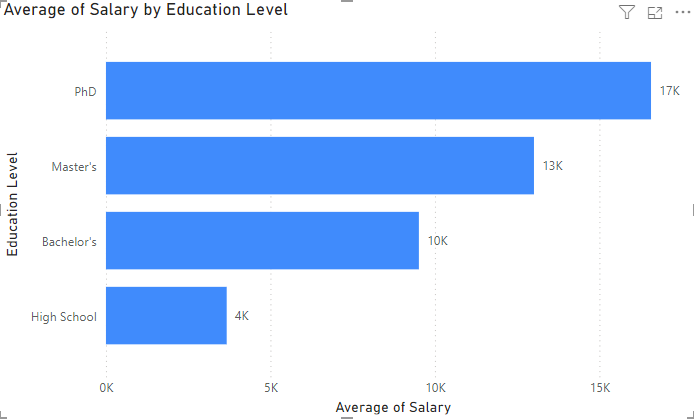 Average of Salary by Education Level
Education Level
PhD
17K
Master's
13K
Bachelor's
10K
High School
4K
0K 5K 10K 15K
Average of Salary